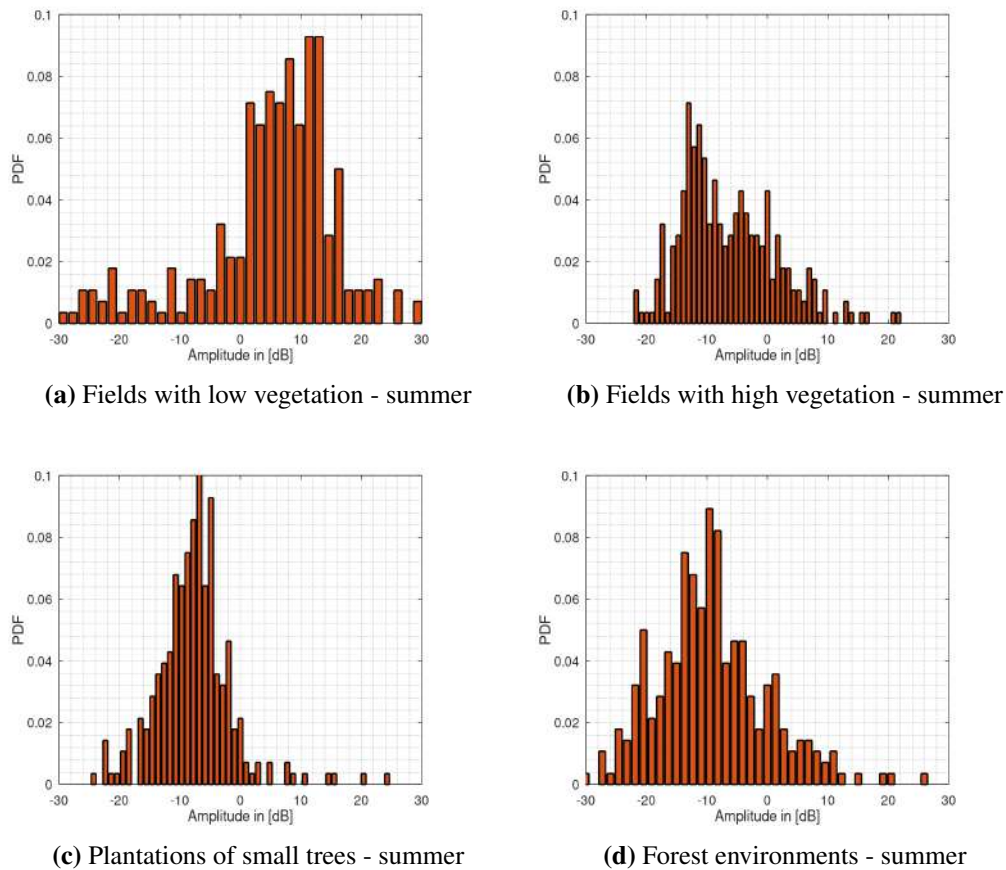 0.1
0.08
0.06
0.04
0.02
0
PDF
-30 -20 -10 0 10 20 30
Amplitude in [dB]
(a) Fields with low vegetation - summer
0.1
0.08
0.06
0.04
0.02
0
PDF
-30 -20 -10 0 10 20 30
Amplitude in [dB]
(b) Fields with high vegetation - summer
0.1
0.08
0.06
0.04
0.02
0
PDF
-30 -20 -10 0 10 20 30
Amplitude in [dB]
(c) Plantations of small trees - summer
0.1
0.08
0.06
0.04
0.02
0
PDF
-30 -20 -10 0 10 20 30
Amplitude in [dB]
(d) Forest environments - summer